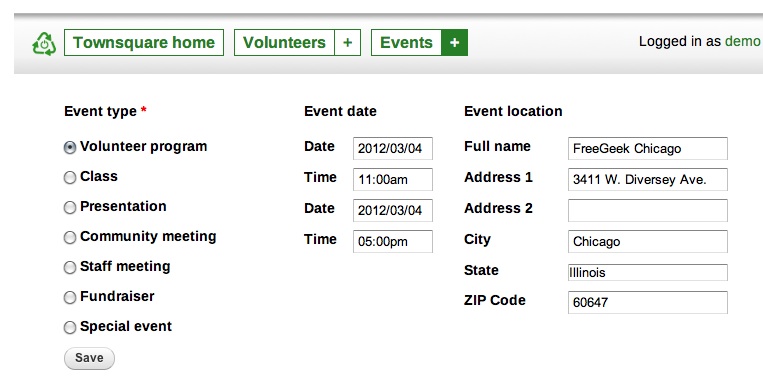 Townsquare home Volunteers + Events + Logged in as demo
Event type *
Volunteer program
Class
Presentation
Community meeting
Staff meeting
Fundraiser
Special event
Save
Event date
Date 2012/03/04
Time 11:00am
Date 2012/03/04
Time 05:00pm
Event location
Full name FreeGeek Chicago
Address 1 3411 W. Diversey Ave.
Address 2
City Chicago
State Illinois
ZIP Code 60647